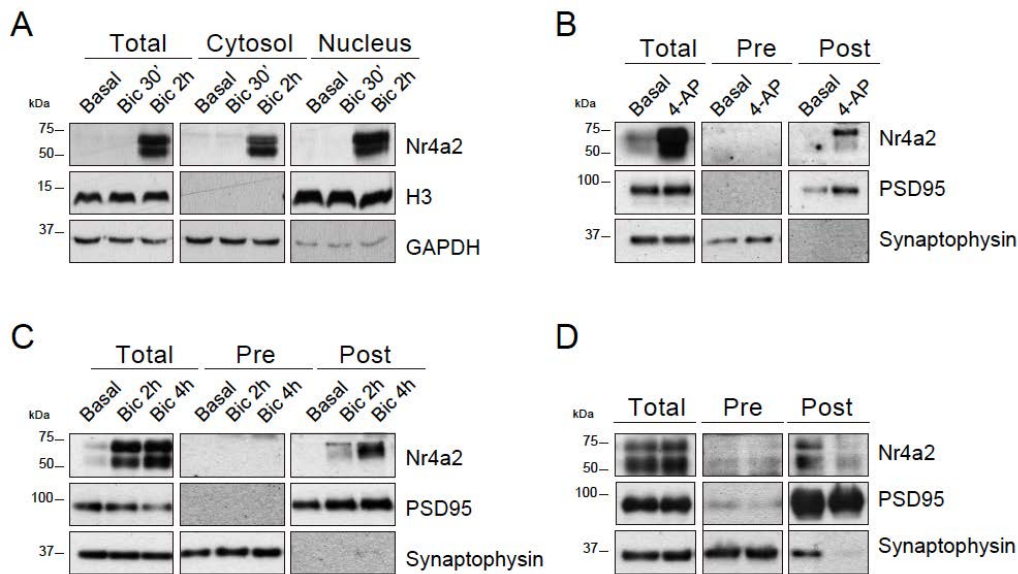 A
Total Cytosol Nucleus
Basal Bic 30' Bic 2h Basal Bic 30' Bic 2h Basal Bic 30' Bic 2h
kDa
75
50
Nr4a2
15
H3
37
GAPDH
B
Total Pre Post
Basal 4-AP Basal 4-AP Basal 4-AP
kDa
75
50
Nr4a2
100
PSD95
37
Synaptophysin
C
Total Pre Post
Basal Bic 2h Bic 4h Basal Bic 2h Bic 4h Basal Bic 2h Bic 4h
kDa
75
50
Nr4a2
100
PSD95
37
Synaptophysin
D
Total Pre Post
kDa
75
50
Nr4a2
100
PSD95
37
Synaptophysin